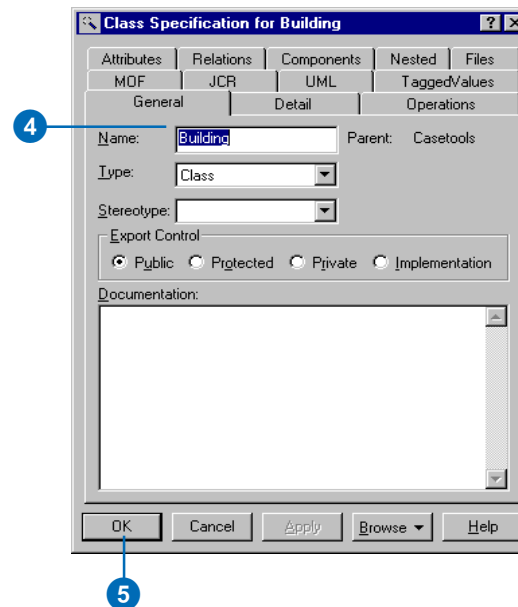 Class Specification for Building
Attributes Relations Components Nested Files
MOF JCR UML TaggedValues
General Detail Operations
4
Name: Building Parent: Casetools
Type: Class
Stereotype:
Export Control
Public Protected Private Implementation
Documentation:
OK Cancel Apply Browse Help
5